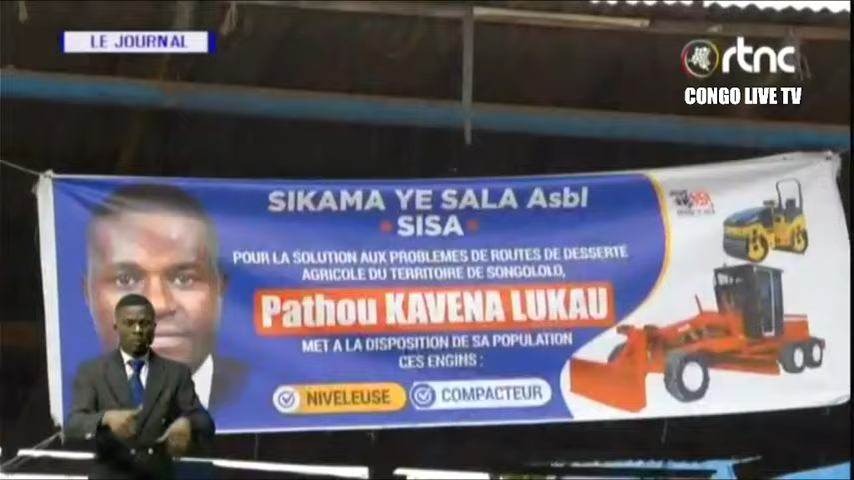 LE JOURNAL
rtnc
CONGO LIVE TV
SIKAMA YE SALA Asbl
SISA
POUR LA SOLUTION AUX PROBLEMES DE ROUTES DE DESSERTE
AGRICOLE DU TERRITOIRE DE SONGOLOLO,
Pathou KAVENA LUKAU
MET A LA DISPOSITION DE SA POPULATION
CES ENGINS :
NIVELEUSE
COMPACTEUR